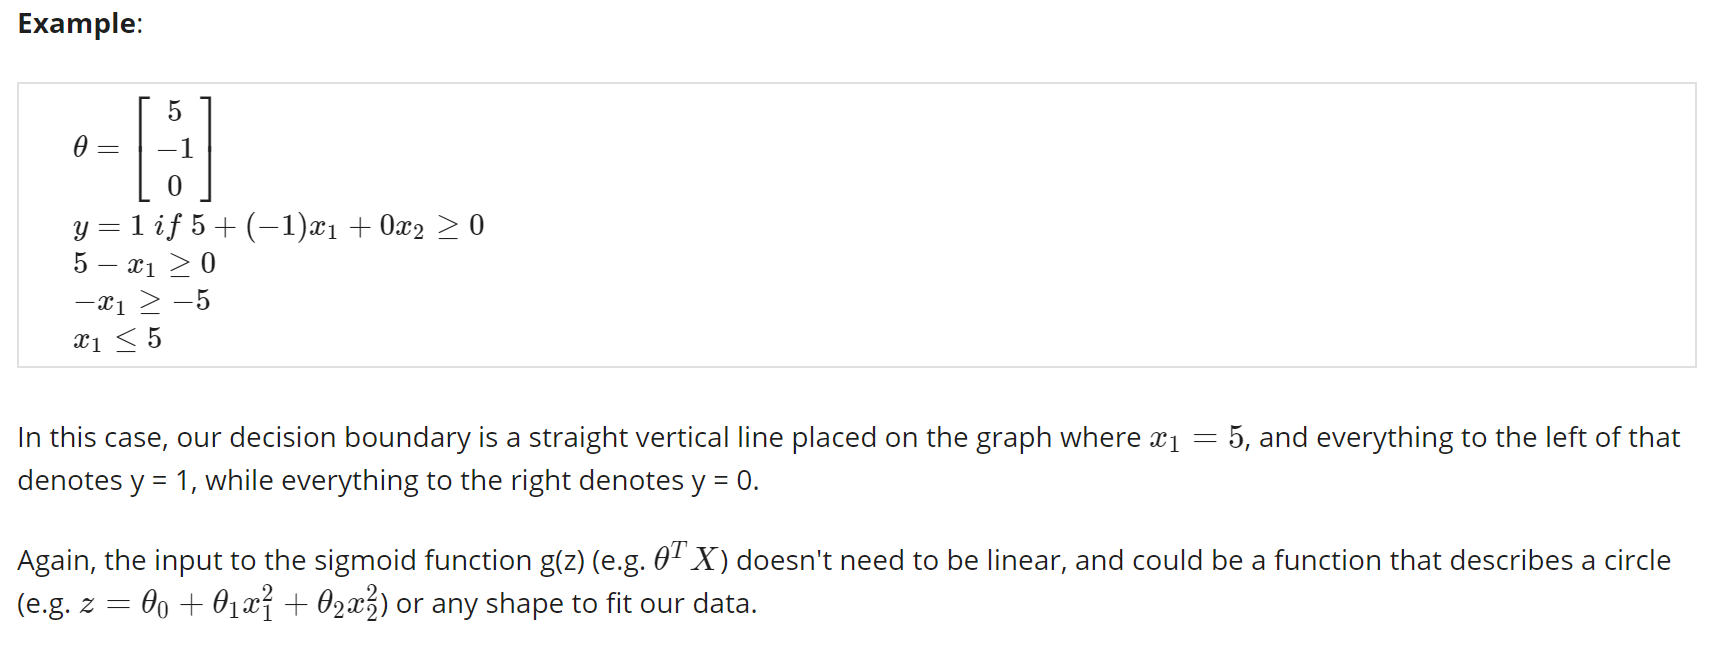 Example:
θ = [ 5
−1
0 ]
y = 1 if 5 + (−1)x₁ + 0x₂ ≥ 0
5 − x₁ ≥ 0
−x₁ ≥ −5
x₁ ≤ 5
In this case, our decision boundary is a straight vertical line placed on the graph where x₁ = 5, and everything to the left of that
denotes y = 1, while everything to the right denotes y = 0.
Again, the input to the sigmoid function g(z) (e.g. θᵀX) doesn't need to be linear, and could be a function that describes a circle
(e.g. z = θ₀ + θ₁x₁² + θ₂x₂²) or any shape to fit our data.